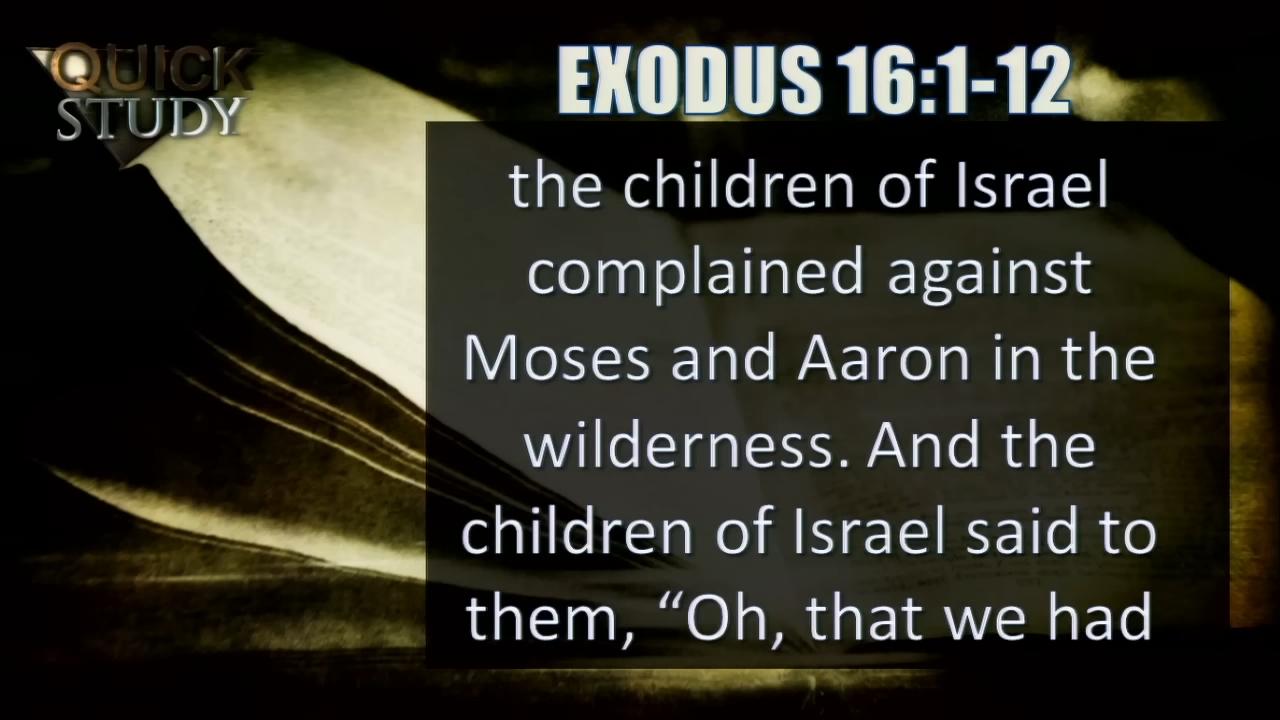 QUICK
STUDY
EXODUS 16:1-12
the children of Israel
complained against
Moses and Aaron in the
wilderness. And the
children of Israel said to
them, “Oh, that we had